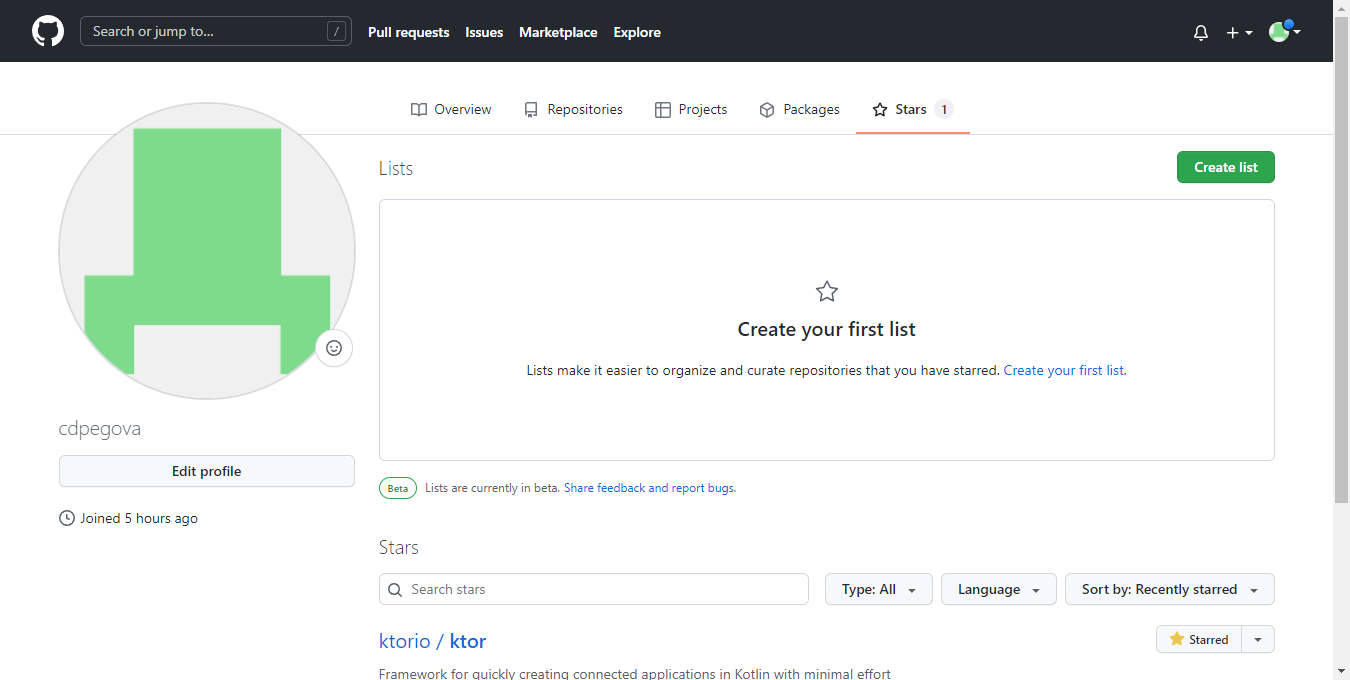 Search or jump to... / Pull requests Issues Marketplace Explore
Overview Repositories Projects Packages Stars 1
Lists Create list
Create your first list
Lists make it easier to organize and curate repositories that you have starred. Create your first list.
cdpegova
Edit profile
Beta Lists are currently in beta. Share feedback and report bugs.
Joined 5 hours ago
Stars
Search stars Type: All Language Sort by: Recently starred
ktorio / ktor Starred
Framework for quickly creating connected applications in Kotlin with minimal effort